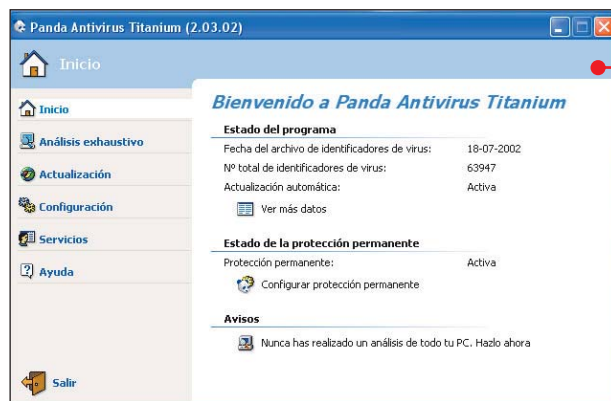 Panda Antivirus Titanium (2.03.02)
Inicio
Inicio
Análisis exhaustivo
Actualización
Configuración
Servicios
Ayuda
Salir
Bienvenido a Panda Antivirus Titanium
Estado del programa
Fecha del archivo de identificadores de virus: 18-07-2002
Nº total de identificadores de virus: 63947
Actualización automática: Activa
Ver más datos
Estado de la protección permanente
Protección permanente: Activa
Configurar protección permanente
Avisos
Nunca has realizado un análisis de todo tu PC. Hazlo ahora